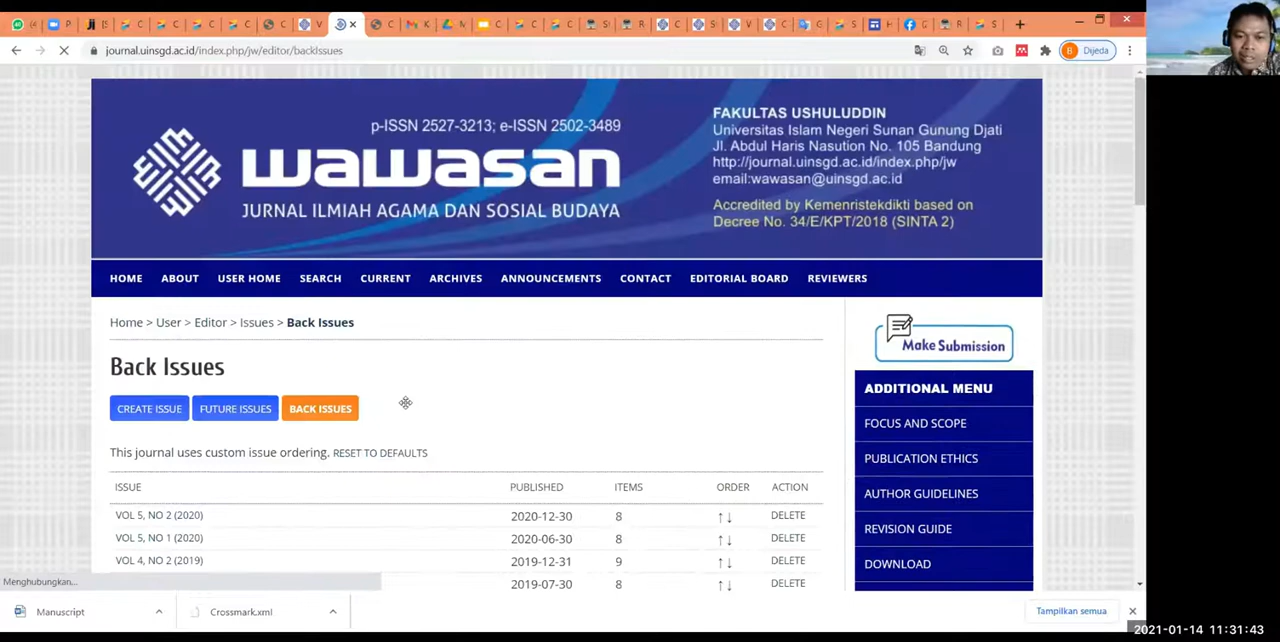 journal.uinsgd.ac.id/index.php/jw/editor/backIssues
Dijeda
p-ISSN 2527-3213; e-ISSN 2502-3489
wawasan
JURNAL ILMIAH AGAMA DAN SOSIAL BUDAYA
FAKULTAS USHULUDDIN
Universitas Islam Negeri Sunan Gunung Djati
Jl. Abdul Haris Nasution No. 105 Bandung
http://journal.uinsgd.ac.id/index.php/jw
email:wawasan@uinsgd.ac.id
Accredited by Kemenristekdikti based on
Decree No. 34/E/KPT/2018 (SINTA 2)
HOME ABOUT USER HOME SEARCH CURRENT ARCHIVES ANNOUNCEMENTS CONTACT EDITORIAL BOARD REVIEWERS
Home > User > Editor > Issues > Back Issues
Back Issues
CREATE ISSUE FUTURE ISSUES BACK ISSUES
This journal uses custom issue ordering. RESET TO DEFAULTS
ISSUE PUBLISHED ITEMS ORDER ACTION
VOL 5, NO 2 (2020) 2020-12-30 8 ↑↓ DELETE
VOL 5, NO 1 (2020) 2020-06-30 8 ↑↓ DELETE
VOL 4, NO 2 (2019) 2019-12-31 9 ↑↓ DELETE
2019-07-30 8 ↑↓ DELETE
Make Submission
ADDITIONAL MENU
FOCUS AND SCOPE
PUBLICATION ETHICS
AUTHOR GUIDELINES
REVISION GUIDE
DOWNLOAD
Menghubungkan...
Manuscript
Crossmark.xml
Tampilkan semua
2021-01-14 11:31:43